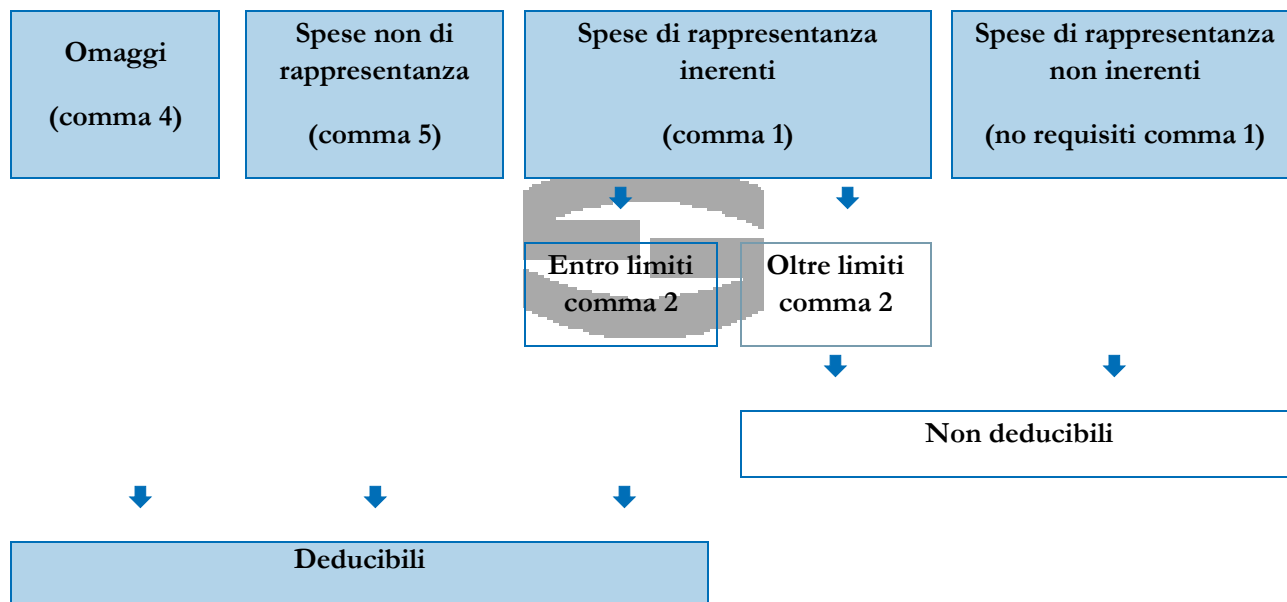 Omaggi
(comma 4)
Spese non di
rappresentanza
(comma 5)
Spese di rappresentanza
inerenti
(comma 1)
Spese di rappresentanza
non inerenti
(no requisiti comma 1)
Entro limiti
comma 2
Oltre limiti
comma 2
Non deducibili
Deducibili